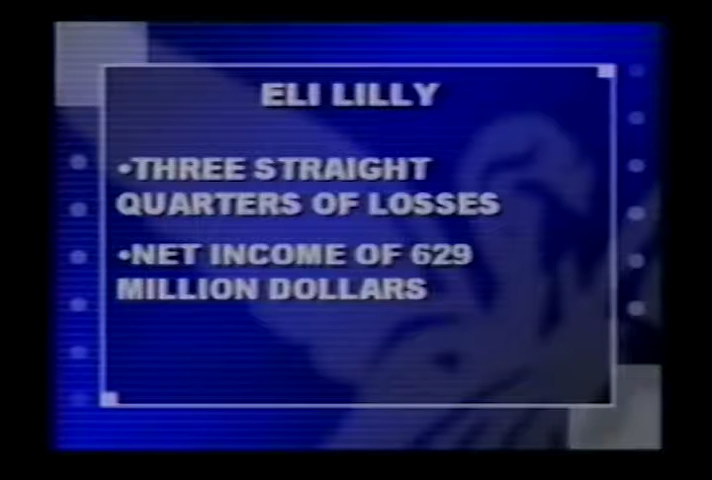 ELI LILLY
•THREE STRAIGHT
QUARTERS OF LOSSES
•NET INCOME OF 629
MILLION DOLLARS